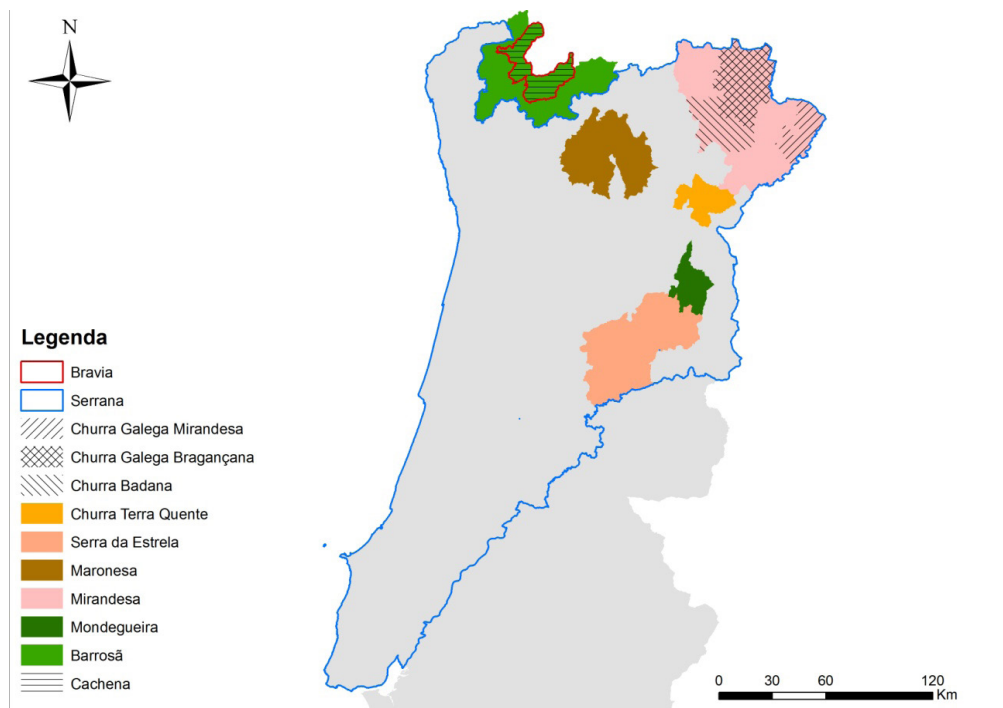 N
Legenda
Bravia
Serrana
Churra Galega Mirandesa
Churra Galega Bragançana
Churra Badana
Churra Terra Quente
Serra da Estrela
Maronesa
Mirandesa
Mondegueira
Barrosã
Cachena
0 30 60 120
Km